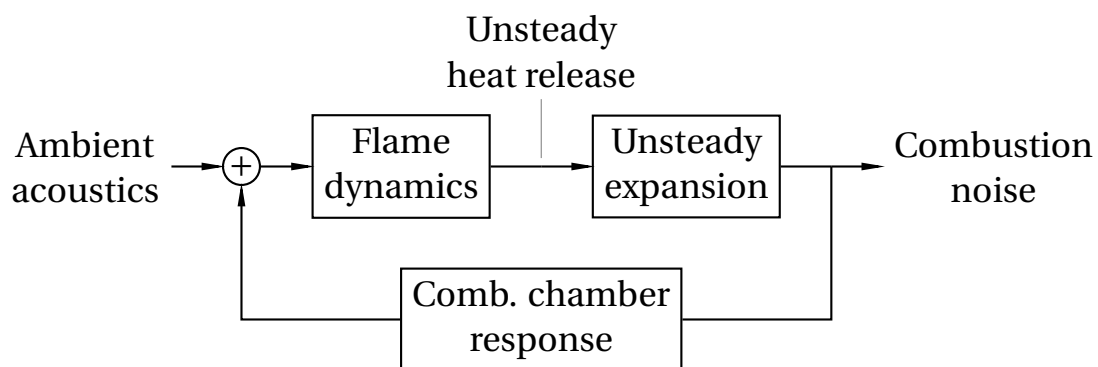 Unsteady
heat release
Ambient
acoustics
+
Flame
dynamics
Unsteady
expansion
Combustion
noise
Comb. chamber
response